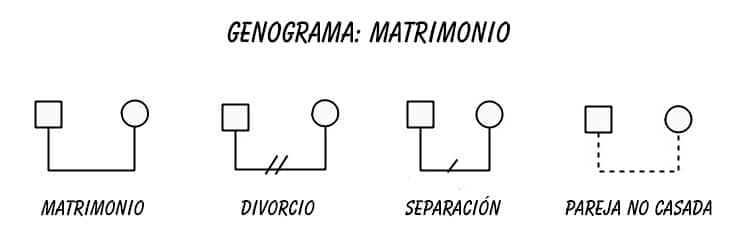 GENOGRAMA: MATRIMONIO
MATRIMONIO
DIVORCIO
SEPARACIÓN
PAREJA NO CASADA